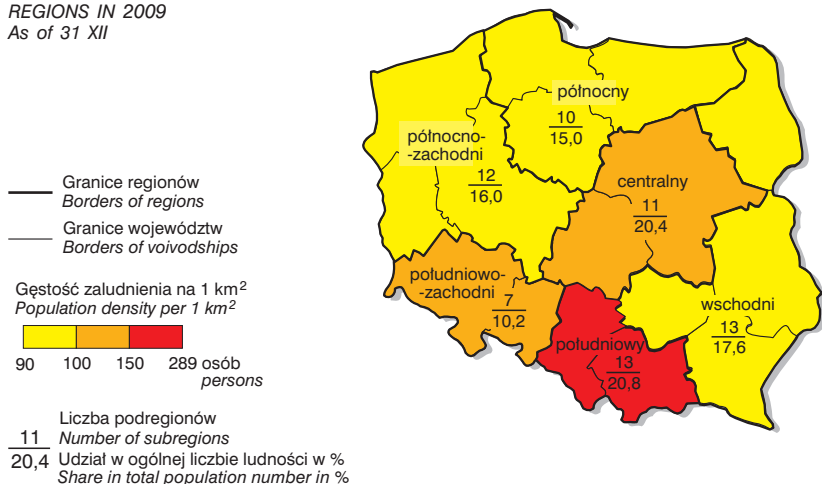 REGIONS IN 2009
As of 31 XII
Granice regionów
Borders of regions
Granice województw
Borders of voivodships
Gęstość zaludnienia na 1 km²
Population density per 1 km²
90 100 150 289 osób
persons
Liczba podregionów
11 Number of subregions
20,4 Udział w ogólnej liczbie ludności w %
Share in total population number in %
północny
10
15,0
północno-
-zachodni
12
16,0
centralny
11
20,4
południowo-
-zachodni
7
10,2
wschodni
13
17,6
południowy
13
20,8